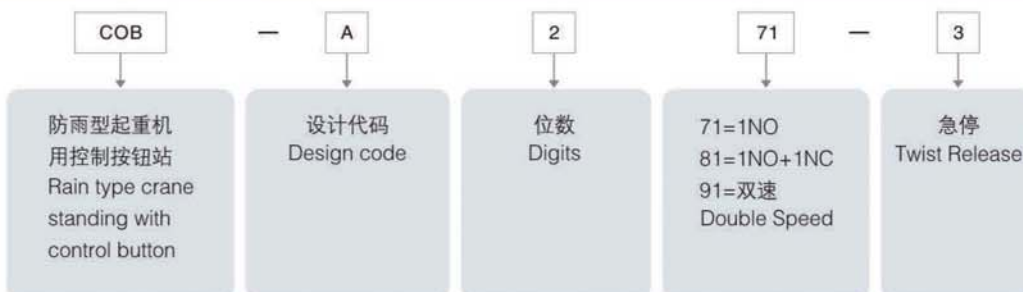 COB — A 2 71 — 3
防雨型起重机
用控制按钮站
Rain type crane
standing with
control button
设计代码
Design code
位数
Digits
71=1NO
81=1NO+1NC
91=双速
Double Speed
急停
Twist Release